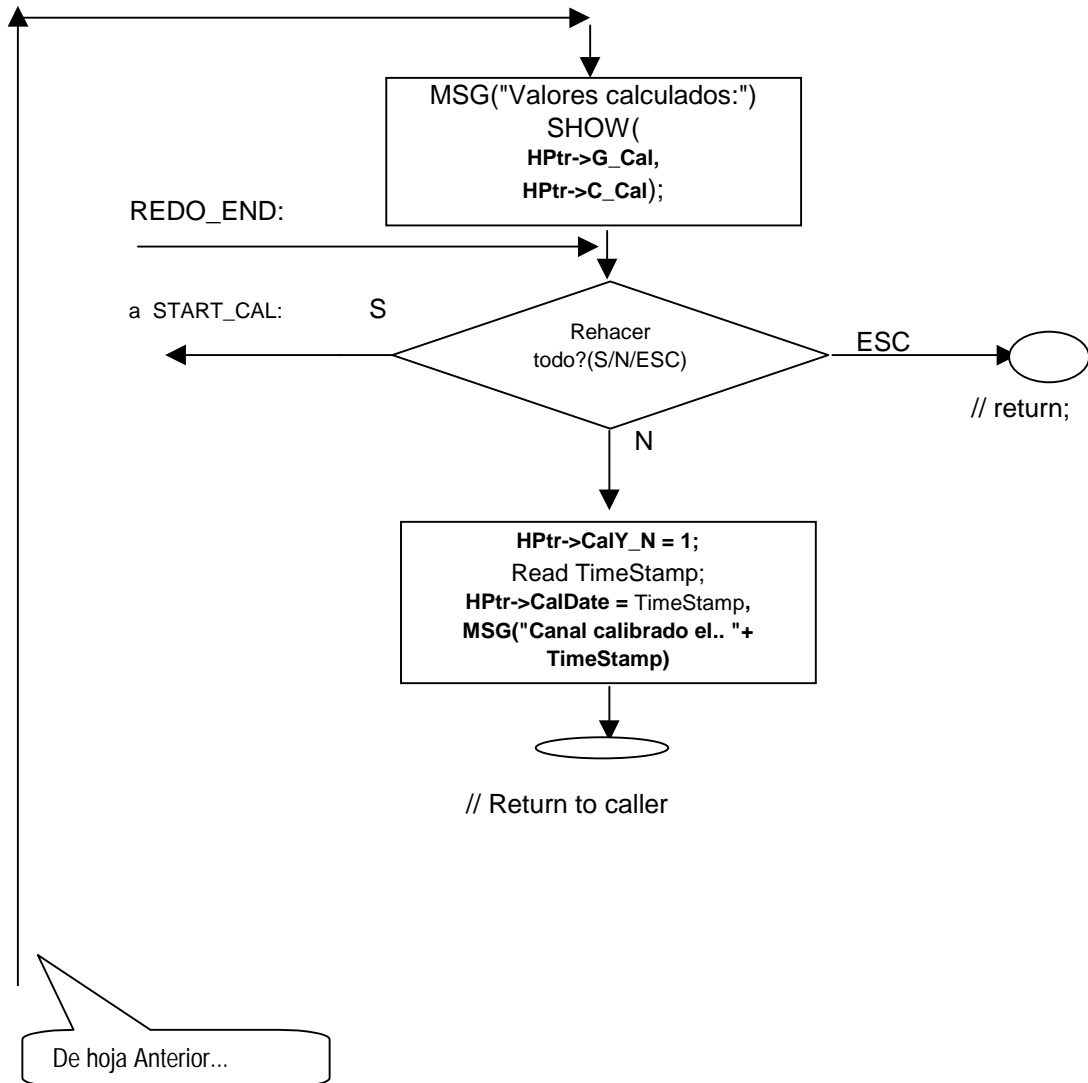 MSG("Valores calculados:")
SHOW(
HPtr->G_Cal,
HPtr->C_Cal);
REDO_END:
a START_CAL:
S
Rehacer
todo?(S/N/ESC)
ESC
// return;
N
HPtr->CalY_N = 1;
Read TimeStamp;
HPtr->CalDate = TimeStamp,
MSG("Canal calibrado el.. "+
TimeStamp)
// Return to caller
De hoja Anterior...